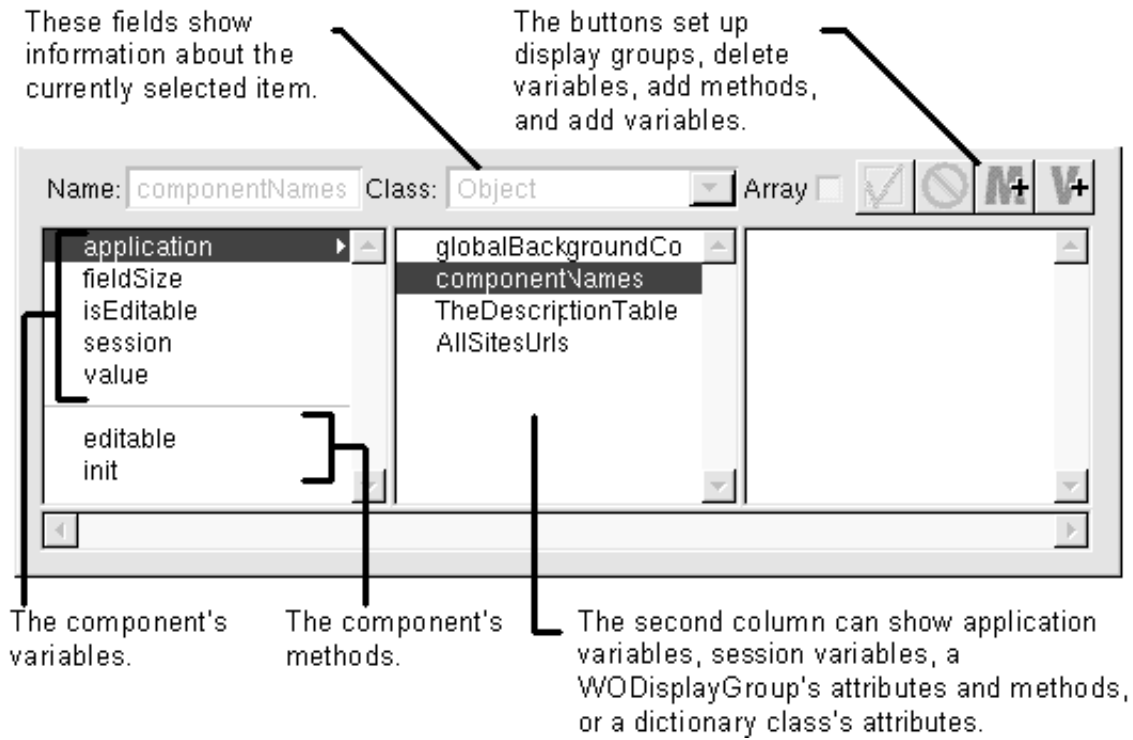 These fields show
information about the
currently selected item.
The buttons set up
display groups, delete
variables, add methods,
and add variables.
Name: componentNames Class: Object Array M+ V+
application
fieldSize
isEditable
session
value
editable
init
globalBackgroundCo
componentNames
TheDescriptionTable
AllSitesUrls
The component's
variables.
The component's
methods.
The second column can show application
variables, session variables, a
WODisplayGroup's attributes and methods,
or a dictionary class's attributes.